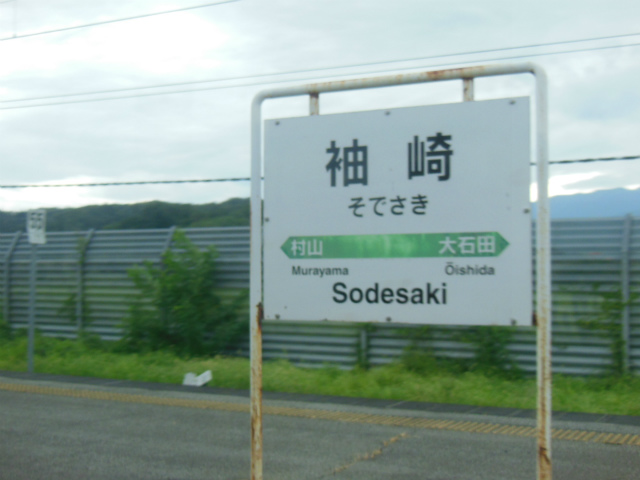 袖崎
そでさき
村山 大石田
Murayama Ōishida
Sodesaki